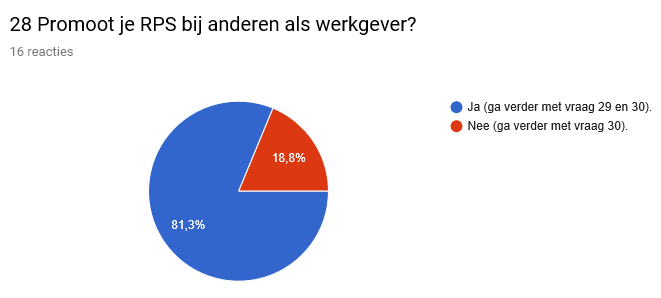 28 Promoot je RPS bij anderen als werkgever?
16 reacties
Ja (ga verder met vraag 29 en 30).
Nee (ga verder met vraag 30).
18,8%
81,3%